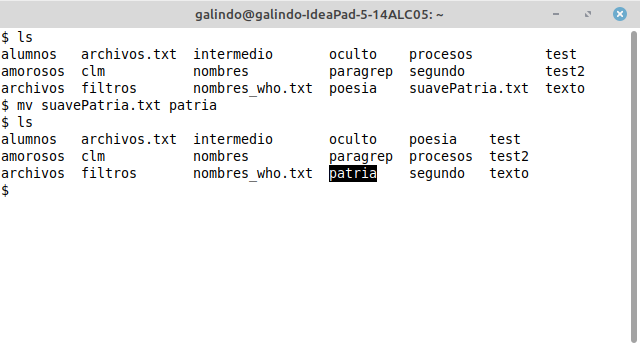 galindo@galindo-IdeaPad-5-14ALC05: ~
$ ls
alumnos   archivos.txt  intermedio       oculto    procesos         test
amorosos  clm           nombres          paragrep  segundo          test2
archivos  filtros       nombres_who.txt  poesia    suavePatria.txt  texto
$ mv suavePatria.txt patria
$ ls
alumnos   archivos.txt  intermedio       oculto    poesia    test
amorosos  clm           nombres          paragrep  procesos  test2
archivos  filtros       nombres_who.txt  patria    segundo   texto
$